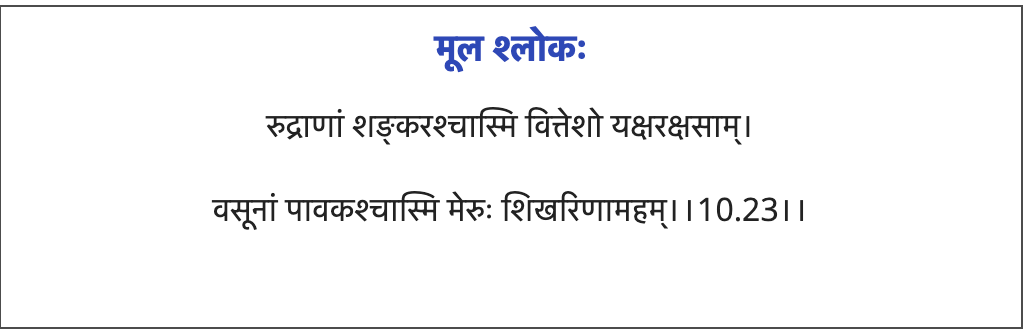 मूल श्लोकः
रुद्राणां शङ्करश्चास्मि वित्तेशो यक्षरक्षसाम्।
वसूनां पावकश्चास्मि मेरुः शिखरिणामहम्।।10.23।।